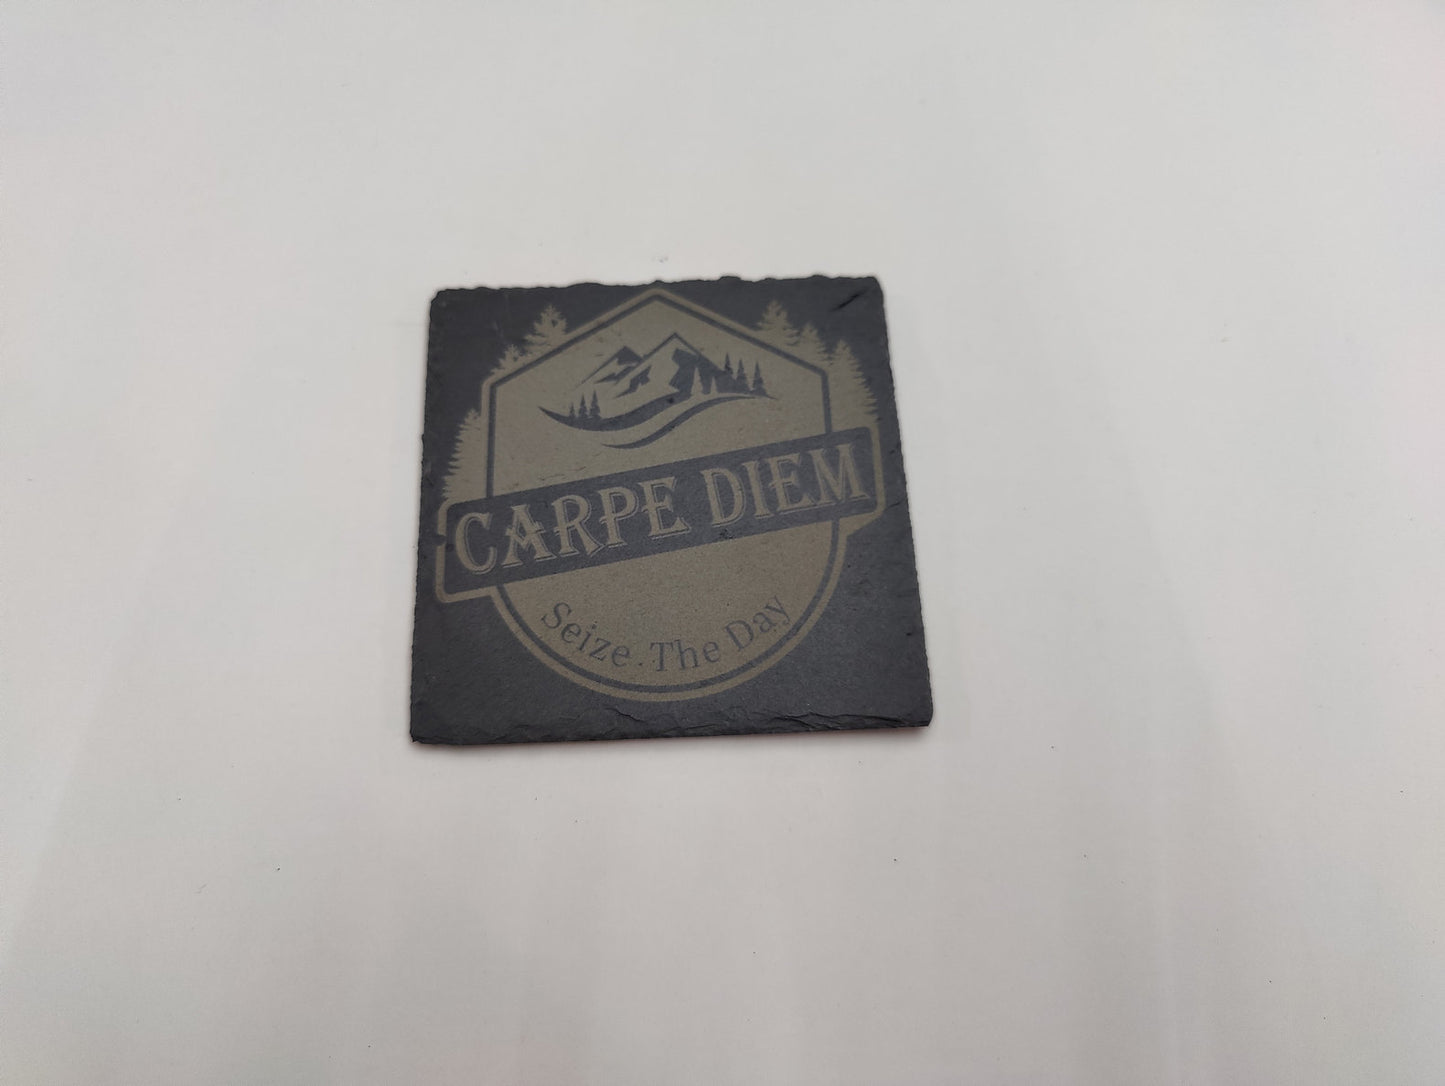 CARPE DIEM
Seize . The Day